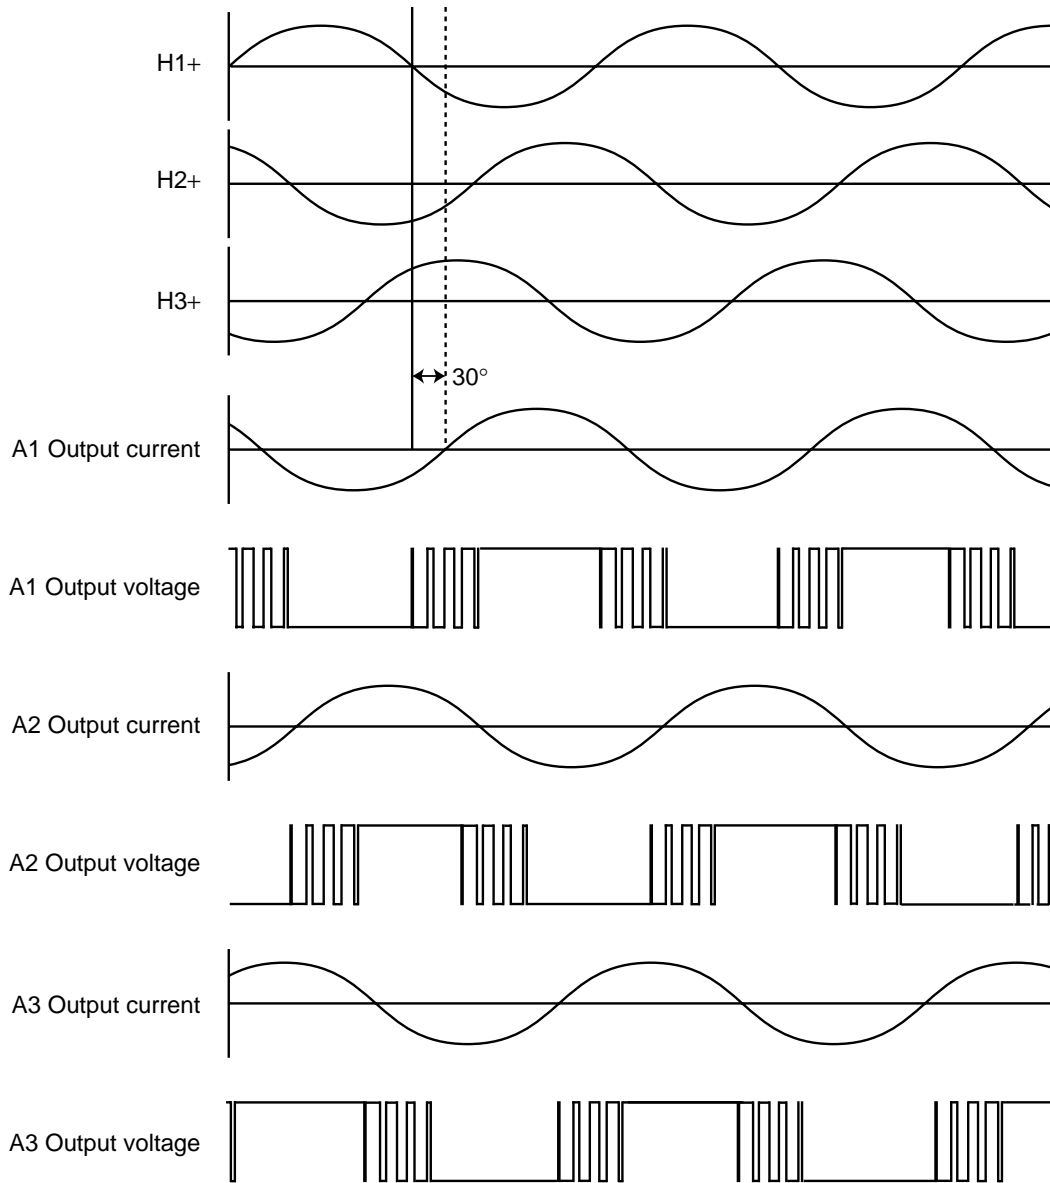 H1+
H2+
H3+
30°
A1 Output current
A1 Output voltage
A2 Output current
A2 Output voltage
A3 Output current
A3 Output voltage